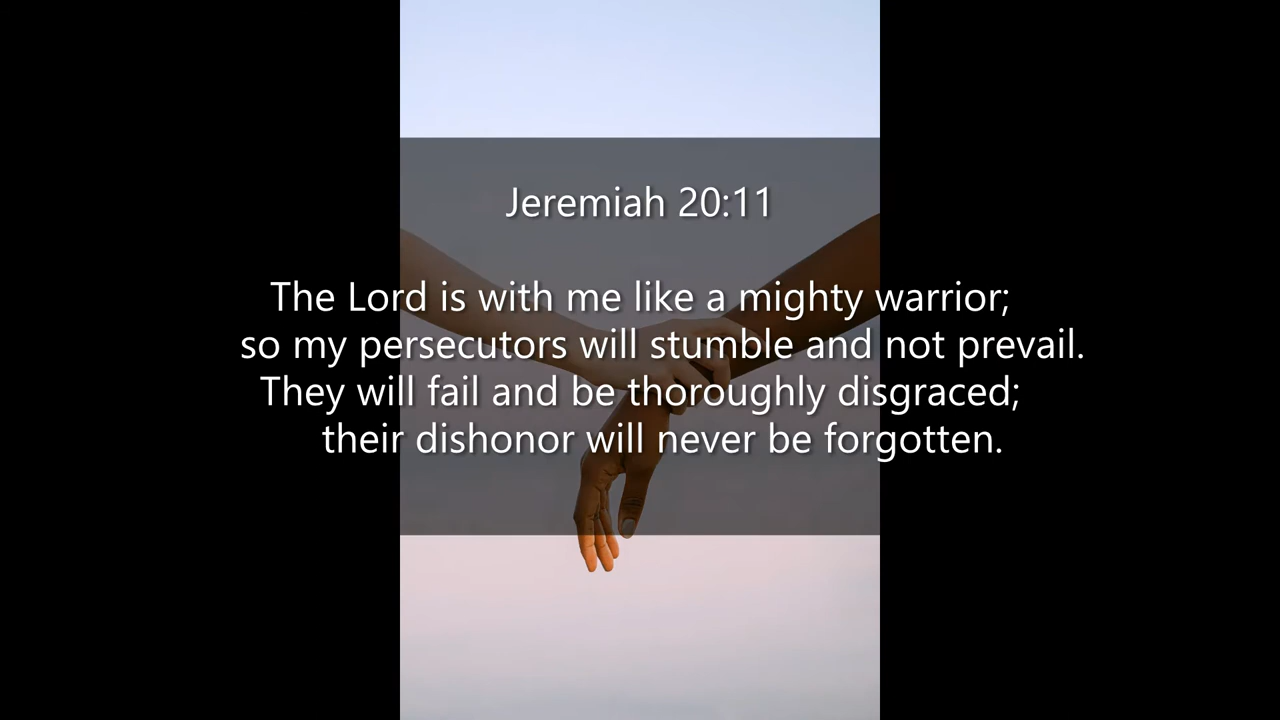 Jeremiah 20:11
The Lord is with me like a mighty warrior;
so my persecutors will stumble and not prevail.
They will fail and be thoroughly disgraced;
their dishonor will never be forgotten.